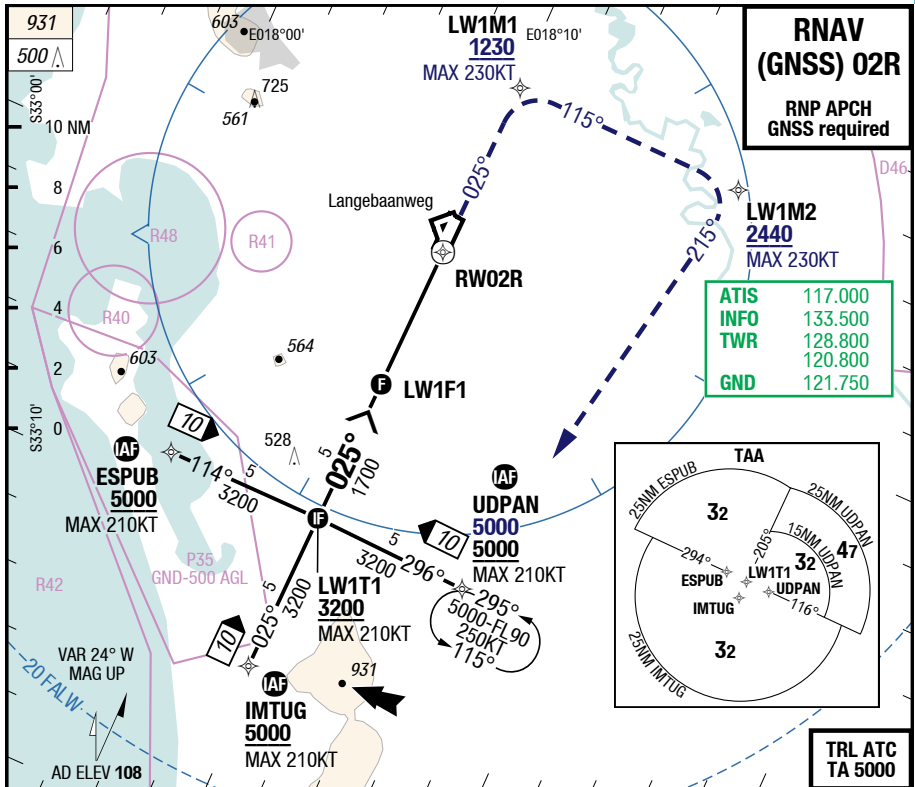 931
500
603
E018°00'
725
561
S33°00'
10 NM
8
6
4
2
0
S33°10'
LW1M1
1230
MAX 230KT
E018°10'
RNAV
(GNSS) 02R
RNP APCH
GNSS required
115°
025°
Langebaanweg
RW02R
LW1M2
2440
MAX 230KT
215°
D46
R48
R41
R40
603
564
ATIS 117.000
INFO 133.500
TWR 128.800
120.800
GND 121.750
F
LW1F1
10
528
5
025°
1700
IAF
ESPUB
5000
MAX 210KT
114°
5
3200
IF
LW1T1
3200
MAX 210KT
IAF
UDPAN
5000
5000
MAX 210KT
10
5
3200
296°
295°
5000-FL90
250KT
115°
P35
GND-500 AGL
R42
5
025°
3200
10
IAF
IMTUG
5000
MAX 210KT
931
VAR 24° W
MAG UP
20 FALW
AD ELEV 108
TAA
25NM ESPUB
25NM UDPAN
15NM UDPAN
25NM IMTUG
32
32
47
32
294°
205°
116°
ESPUB
LW1T1
UDPAN
IMTUG
TRL ATC
TA 5000